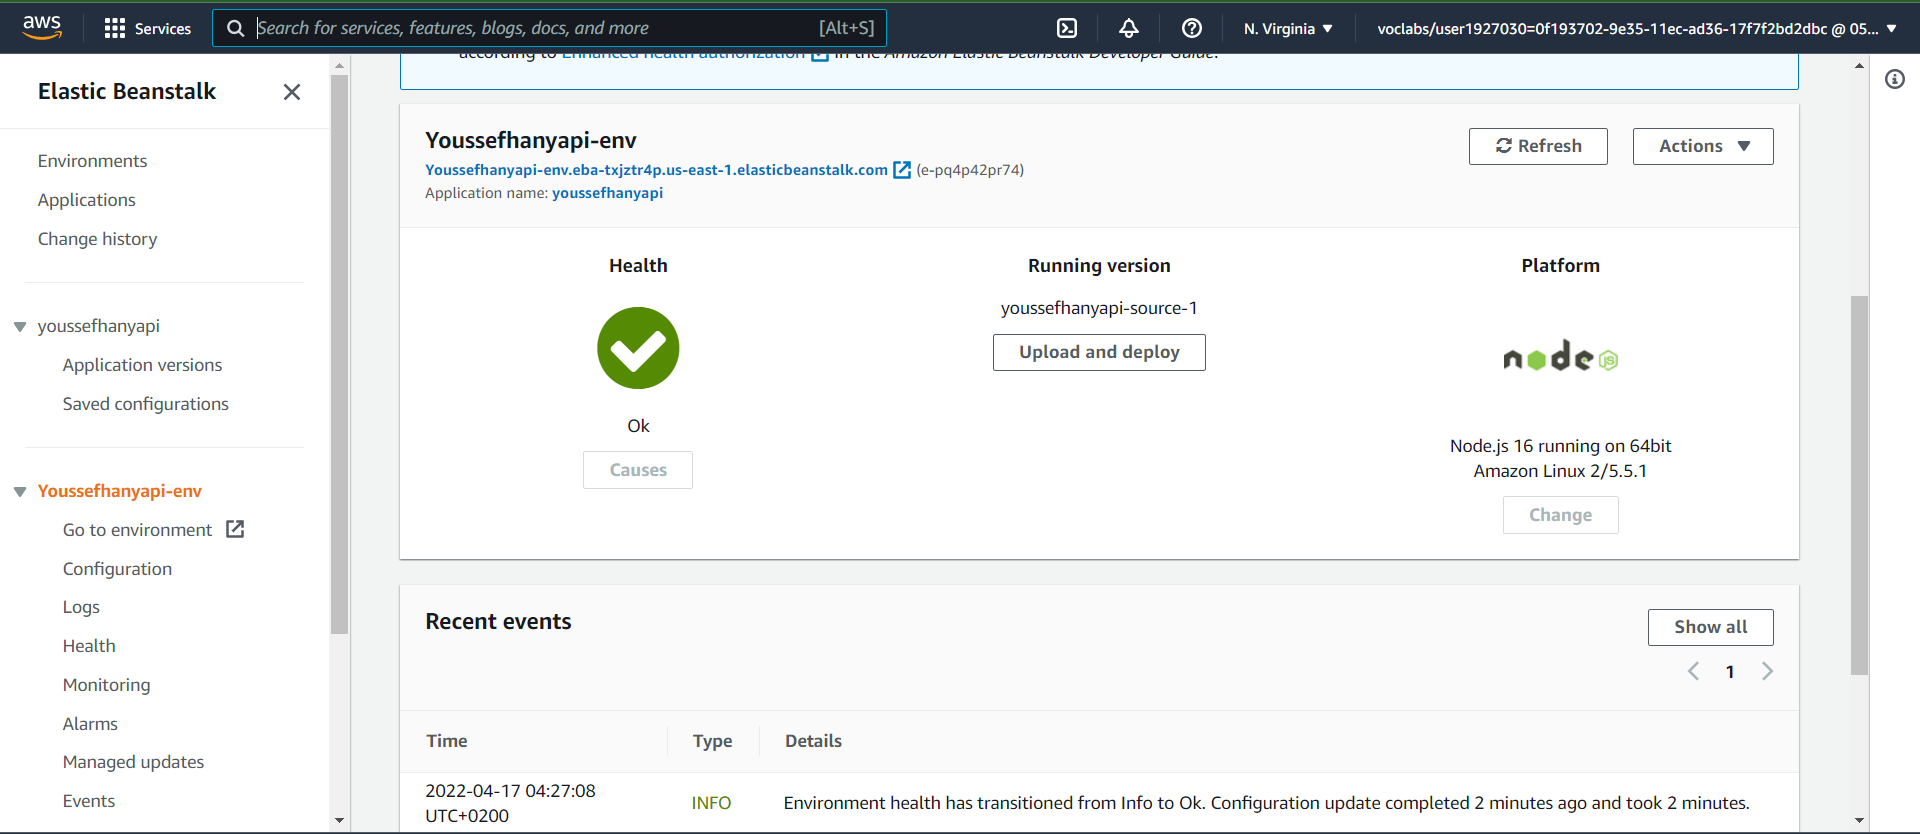 aws
Services
Search for services, features, blogs, docs, and more
[Alt+S]
N. Virginia
voclabs/user1927030=0f193702-9e35-11ec-ad36-17f7f2bd2dbc @ 05...
Elastic Beanstalk
Environments
Applications
Change history
youssefhanyapi
Application versions
Saved configurations
Youssefhanyapi-env
Go to environment
Configuration
Logs
Health
Monitoring
Alarms
Managed updates
Events
according to Enhanced health authorization in the Amazon Elastic Beanstalk Developer Guide.
Youssefhanyapi-env
Youssefhanyapi-env.eba-txjztr4p.us-east-1.elasticbeanstalk.com (e-pq4p42pr74)
Application name: youssefhanyapi
Refresh
Actions
Health
Ok
Causes
Running version
youssefhanyapi-source-1
Upload and deploy
Platform
node JS
Node.js 16 running on 64bit
Amazon Linux 2/5.5.1
Change
Recent events
Show all
1
Time Type Details
2022-04-17 04:27:08
UTC+0200
INFO
Environment health has transitioned from Info to Ok. Configuration update completed 2 minutes ago and took 2 minutes.